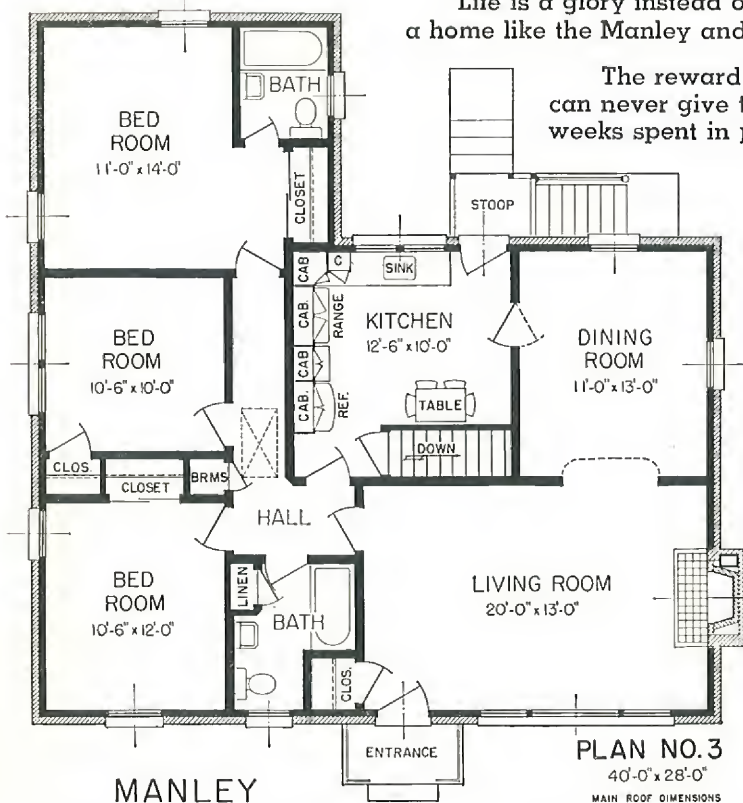 Life is a glory instead o
a home like the Manley and
The reward
can never give t
weeks spent in p
BATH
BED
ROOM
11'-0" x 14'-0"
CLOSET
STOOP
CAB
C
SINK
CAB.
RANGE
KITCHEN
12'-6" x 10'-0"
CAB
CAB.
REF.
TABLE
DOWN
DINING
ROOM
11'-0" x 13'-0"
BED
ROOM
10'-6" x 10'-0"
CLOS.
CLOSET
BRMS
HALL
BED
ROOM
10'-6" x 12'-0"
LINEN
BATH
CLOS.
LIVING ROOM
20'-0" x 13'-0"
ENTRANCE
MANLEY
PLAN NO. 3
40'-0" x 28'-0"
MAIN ROOF DIMENSIONS